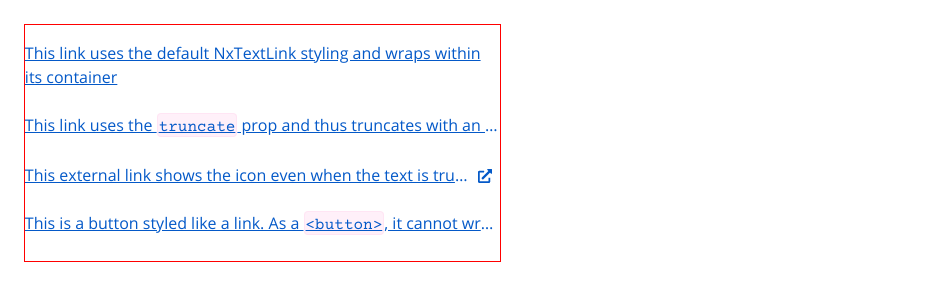 This link uses the default NxTextLink styling and wraps within
its container
This link uses the truncate prop and thus truncates with an ...
This external link shows the icon even when the text is tru...
This is a button styled like a link. As a <button>, it cannot wr...